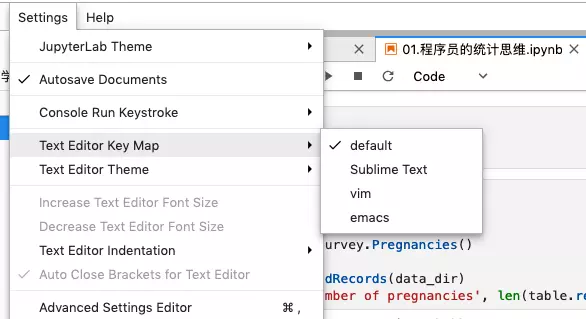 Settings Help
JupyterLab Theme
01.程序员的统计思维.ipynb
学
Autosave Documents
Code
Console Run Keystroke
Text Editor Key Map
default
Text Editor Theme
Sublime Text
vim
Increase Text Editor Font Size
emacs
Decrease Text Editor Font Size
urvey.Pregnancies()
Text Editor Indentation
Auto Close Brackets for Text Editor
dRecords(data_dir)
mber of pregnancies', len(table.re
Advanced Settings Editor ⌘ ,